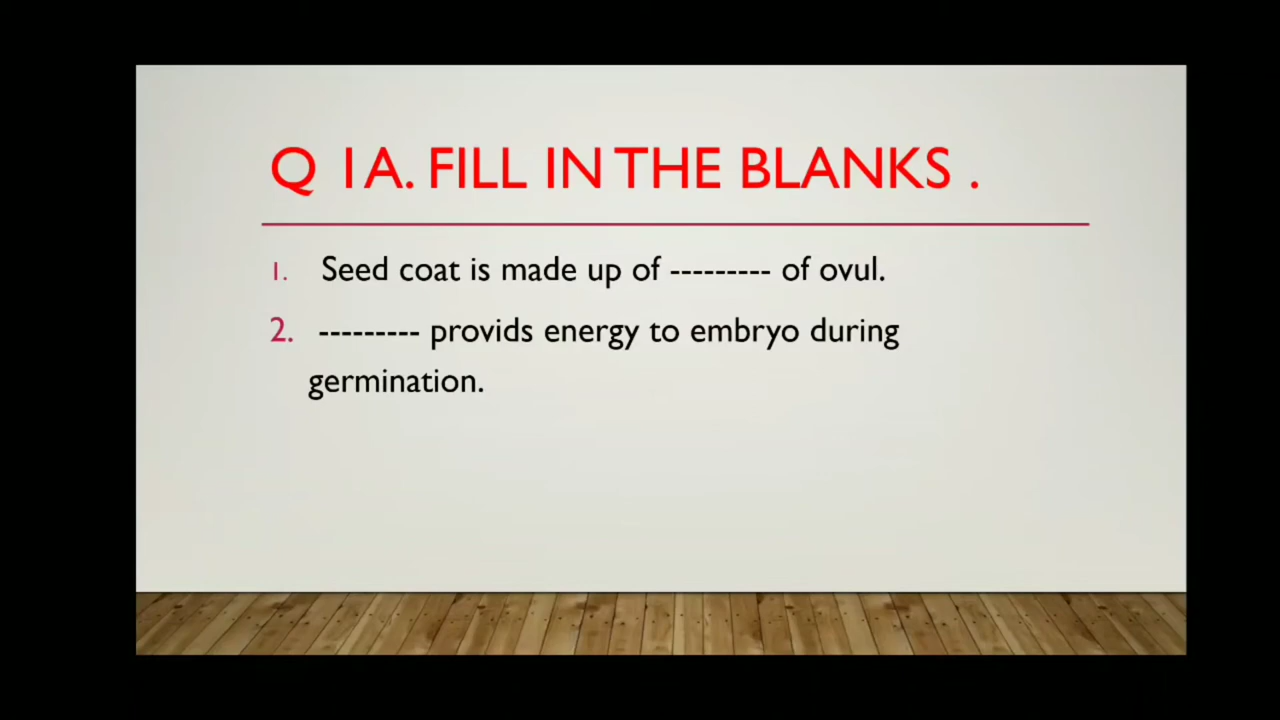 Q 1A. FILL IN THE BLANKS .
1. Seed coat is made up of --------- of ovul.
2. --------- provids energy to embryo during
germination.